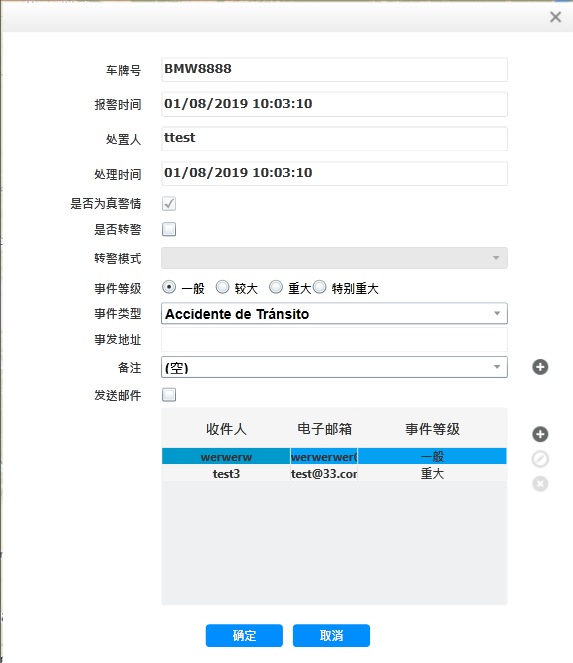 车牌号 BMW8888
报警时间 01/08/2019 10:03:10
处置人 ttest
处理时间 01/08/2019 10:03:10
是否为真警情
是否转警
转警模式
事件等级 一般 较大 重大 特别重大
事件类型 Accidente de Tránsito
事发地址
备注 (空)
发送邮件
收件人 电子邮箱 事件等级
werwerw werwerwer 一般
test3 test@33.con 重大
确定 取消